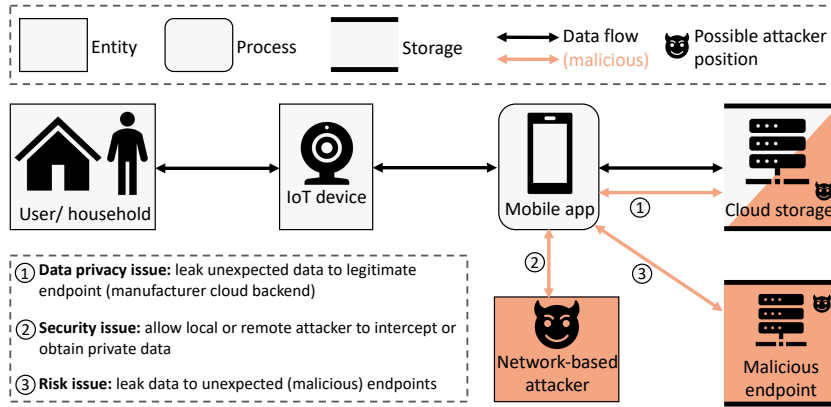 Entity
Process
Storage
Data flow
(malicious)
Possible attacker
position
User/ household
IoT device
Mobile app
Cloud storage
1
2
3
1 Data privacy issue: leak unexpected data to legitimate
endpoint (manufacturer cloud backend)
2 Security issue: allow local or remote attacker to intercept or
obtain private data
3 Risk issue: leak data to unexpected (malicious) endpoints
Network-based
attacker
Malicious
endpoint